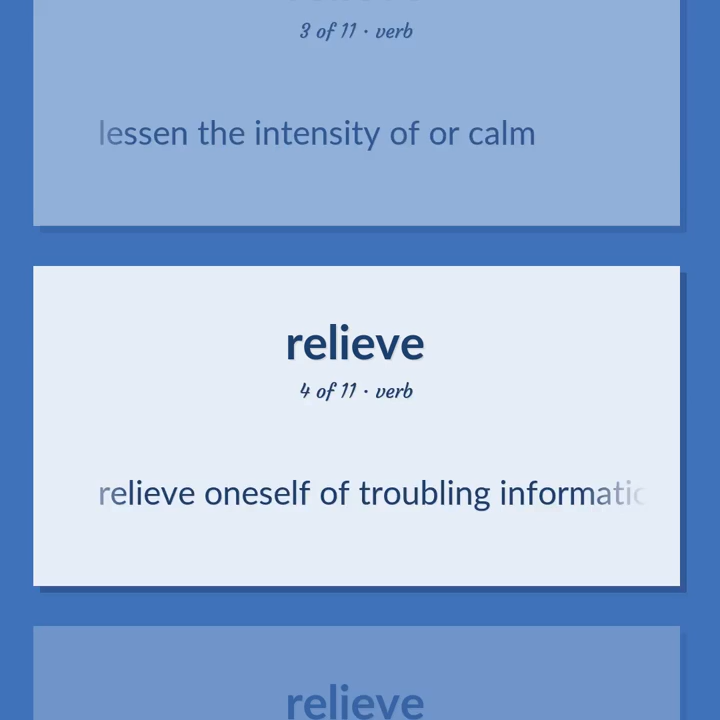 3 of 11 · verb
lessen the intensity of or calm
relieve
4 of 11 · verb
relieve oneself of troubling informatio
relieve